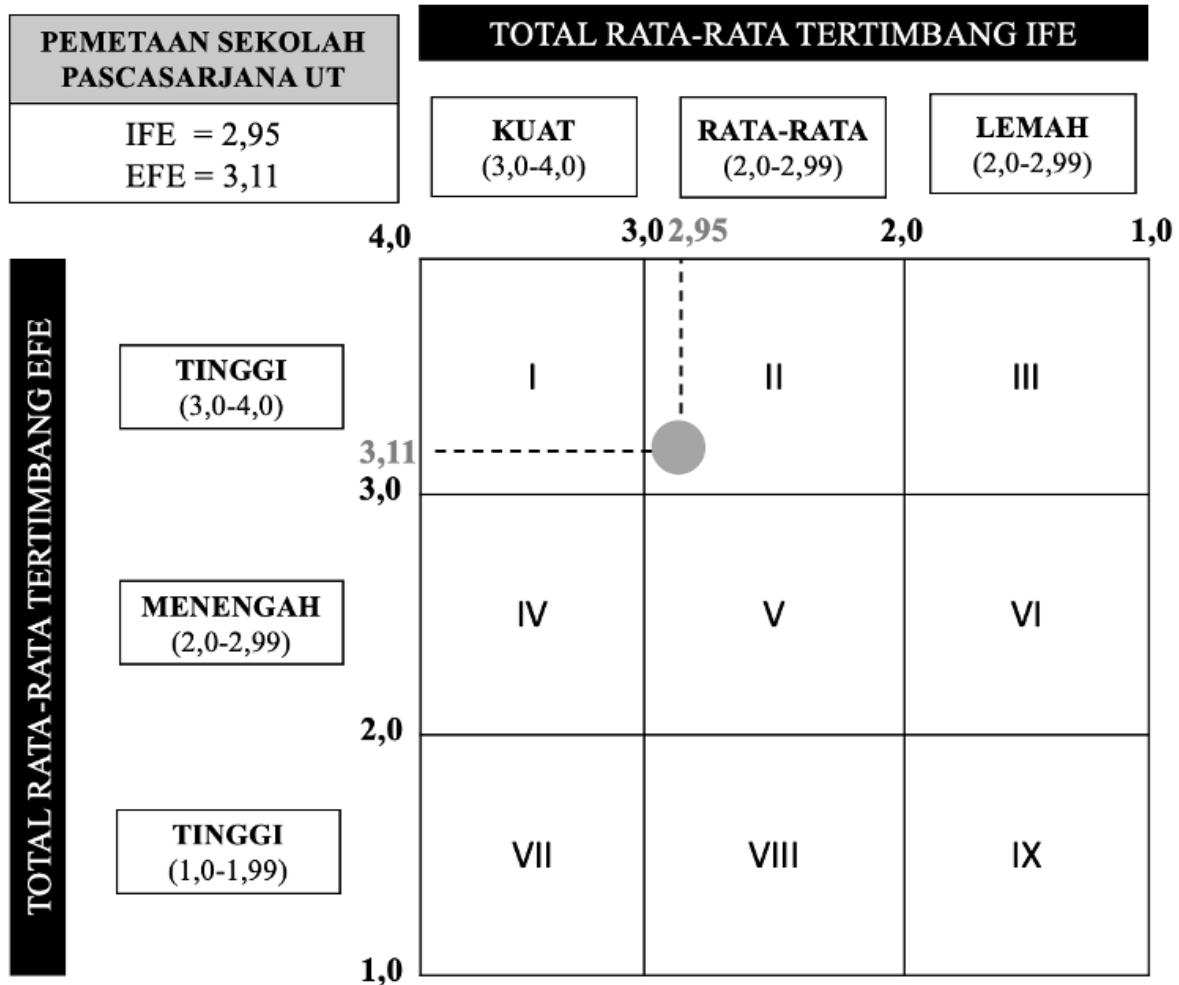 PEMETAAN SEKOLAH
PASCASARJANA UT
IFE = 2,95
EFE = 3,11
TOTAL RATA-RATA TERTIMBANG IFE
KUAT
(3,0-4,0)
RATA-RATA
(2,0-2,99)
LEMAH
(2,0-2,99)
4,0
3,0
2,95
2,0
1,0
TOTAL RATA-RATA TERTIMBANG EFE
TINGGI
(3,0-4,0)
I
II
III
3,11
3,0
MENENGAH
(2,0-2,99)
IV
V
VI
2,0
TINGGI
(1,0-1,99)
VII
VIII
IX
1,0